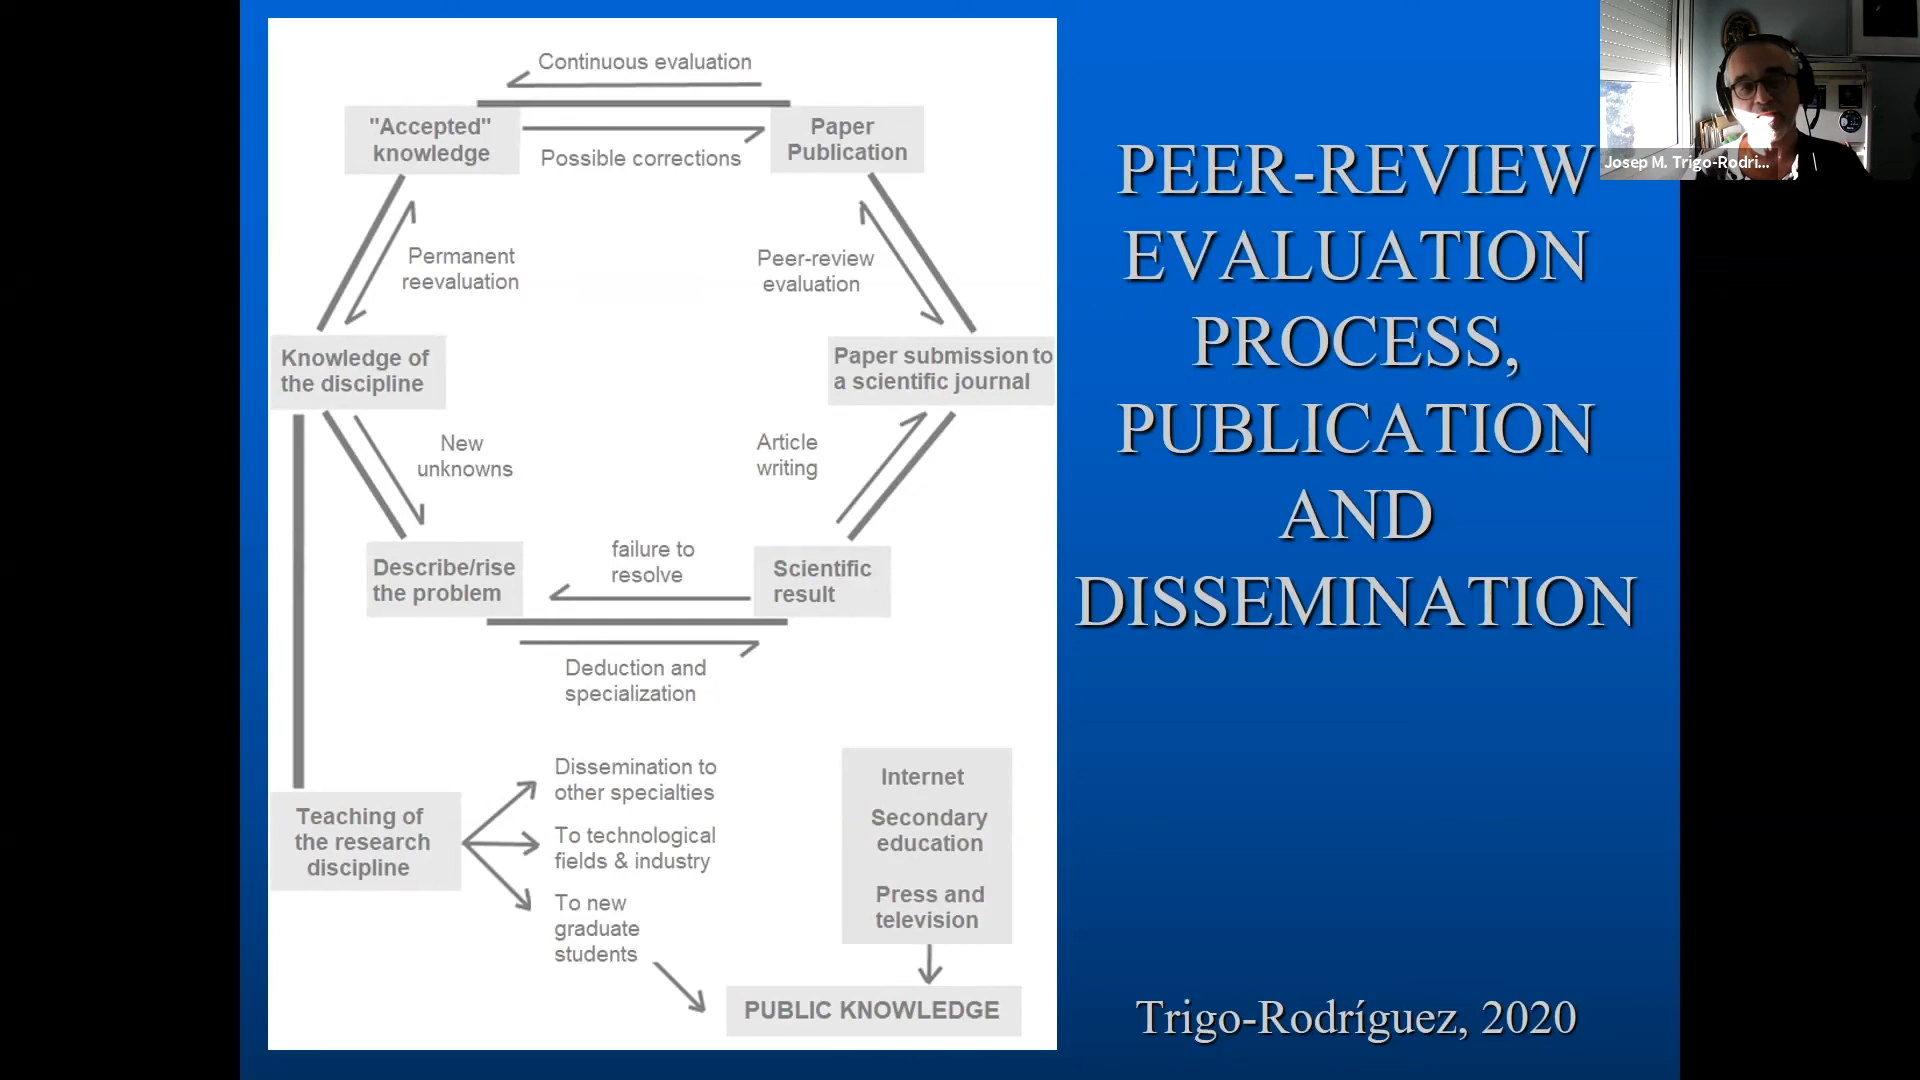 Continuous evaluation
"Accepted"
knowledge
Possible corrections
Paper
Publication
Permanent
reevaluation
Peer-review
evaluation
Knowledge of
the discipline
Paper submission to
a scientific journal
New
unknowns
Article
writing
Describe/rise
the problem
failure to
resolve
Scientific
result
Deduction and
specialization
Teaching of
the research
discipline
Dissemination to
other specialties
To technological
fields & industry
To new
graduate
students
Internet
Secondary
education
Press and
television
PUBLIC KNOWLEDGE
PEER-REVIEW
EVALUATION
PROCESS,
PUBLICATION
AND
DISSEMINATION
Trigo-Rodríguez, 2020
Josep M. Trigo-Rodri...